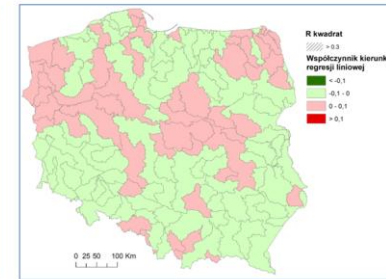 R kwadrat
> 0.3
Współczynnik kierunk
regresji liniowej
< -0,1
-0,1 - 0
0 - 0,1
> 0,1
0 25 50 100 Km